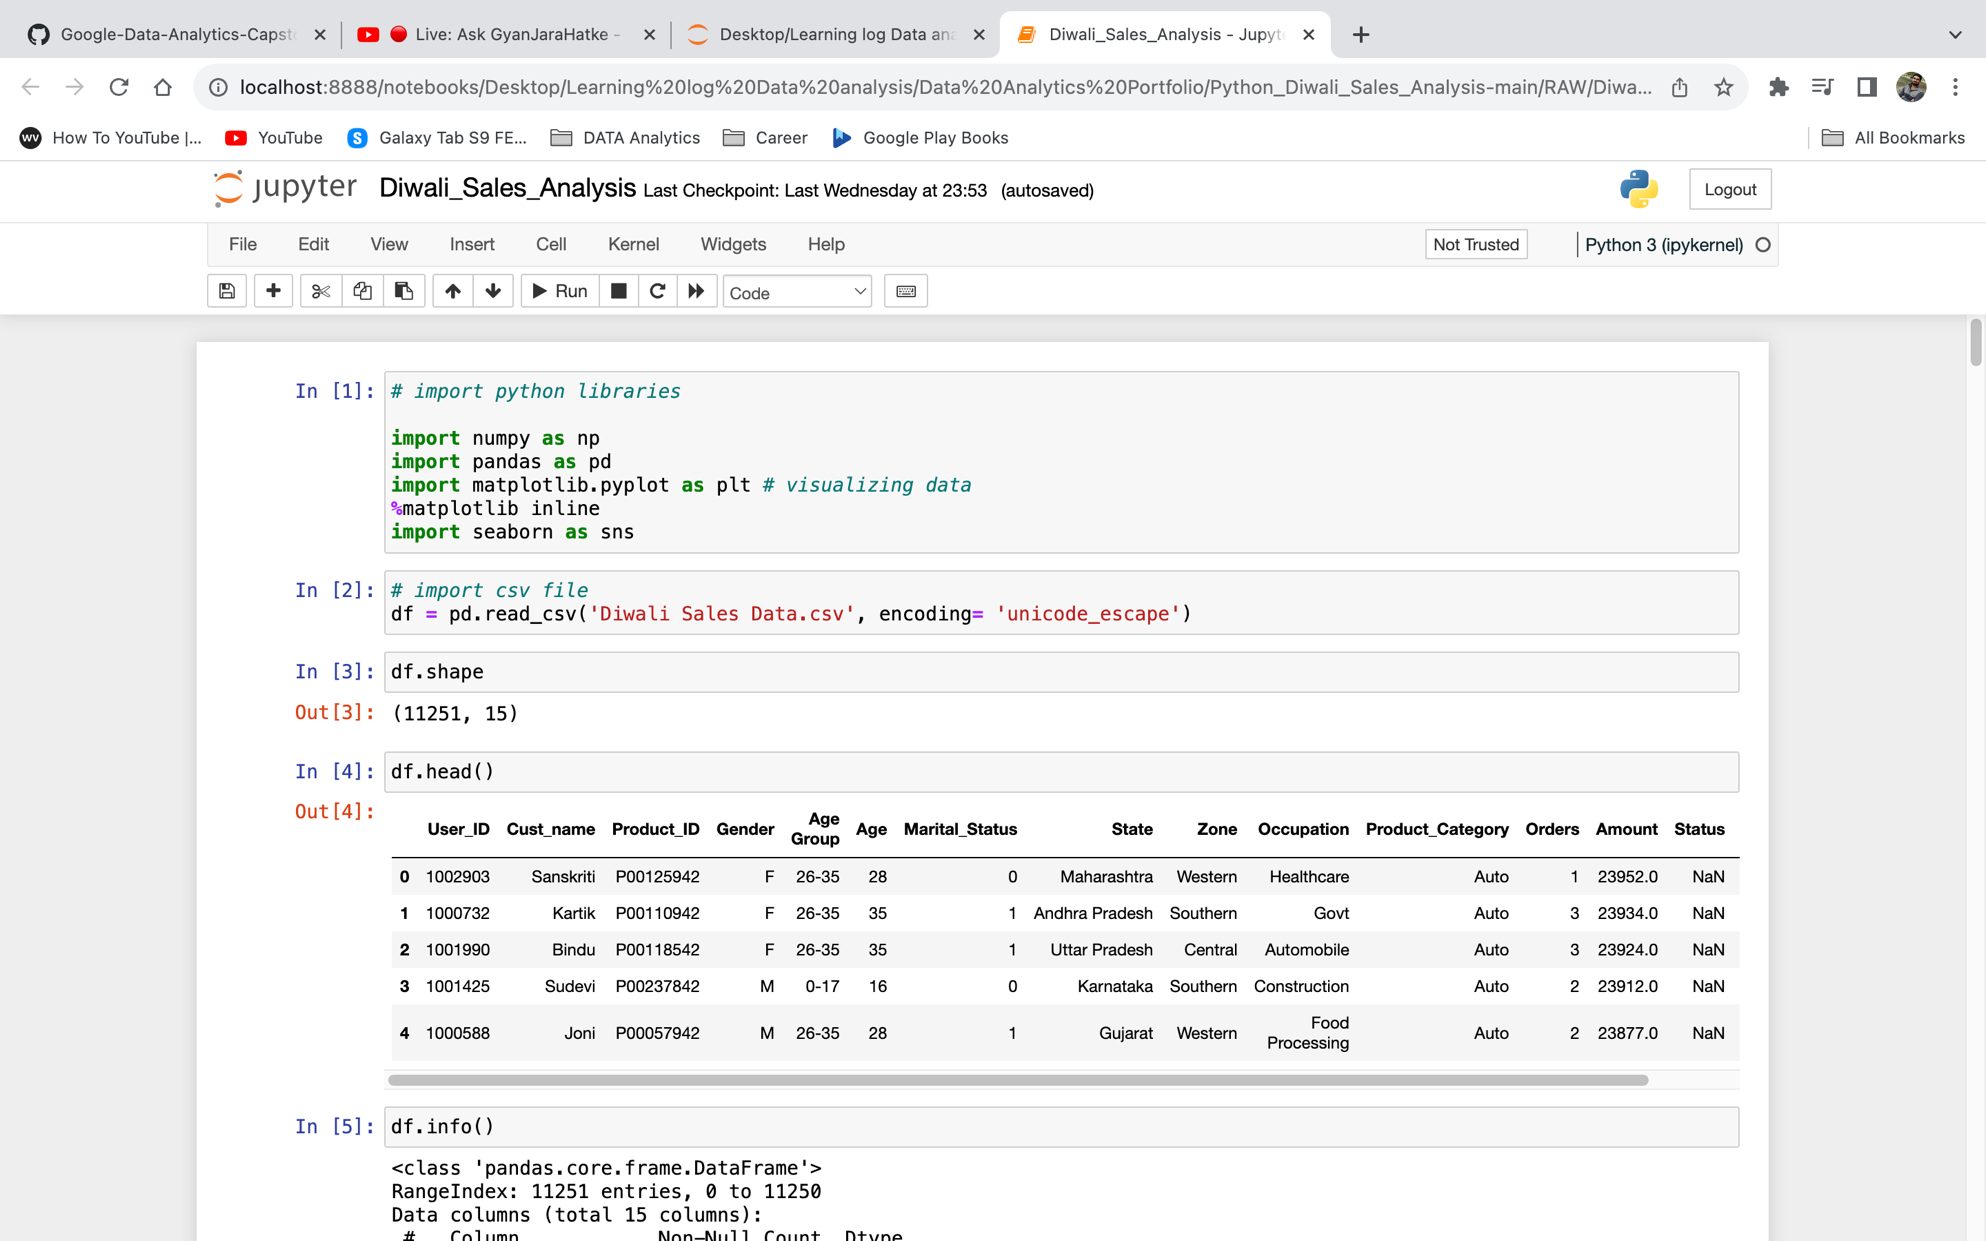 Google-Data-Analytics-Capst
Live: Ask GyanJaraHatke -
Desktop/Learning log Data ana
Diwali_Sales_Analysis - Jupyt
localhost:8888/notebooks/Desktop/Learning%20log%20Data%20analysis/Data%20Analytics%20Portfolio/Python_Diwali_Sales_Analysis-main/RAW/Diwa...
wv How To YouTube |... YouTube S Galaxy Tab S9 FE... DATA Analytics Career Google Play Books All Bookmarks
jupyter Diwali_Sales_Analysis Last Checkpoint: Last Wednesday at 23:53 (autosaved) Logout
File Edit View Insert Cell Kernel Widgets Help Not Trusted Python 3 (ipykernel)
Run Code
In [1]: # import python libraries
import numpy as np
import pandas as pd
import matplotlib.pyplot as plt # visualizing data
%matplotlib inline
import seaborn as sns
In [2]: # import csv file
df = pd.read_csv('Diwali Sales Data.csv', encoding= 'unicode_escape')
In [3]: df.shape
Out[3]: (11251, 15)
In [4]: df.head()
Out[4]:
User_ID Cust_name Product_ID Gender Age Group Age Marital_Status State Zone Occupation Product_Category Orders Amount Status
0 1002903 Sanskriti P00125942 F 26-35 28 0 Maharashtra Western Healthcare Auto 1 23952.0 NaN
1 1000732 Kartik P00110942 F 26-35 35 1 Andhra Pradesh Southern Govt Auto 3 23934.0 NaN
2 1001990 Bindu P00118542 F 26-35 35 1 Uttar Pradesh Central Automobile Auto 3 23924.0 NaN
3 1001425 Sudevi P00237842 M 0-17 16 0 Karnataka Southern Construction Auto 2 23912.0 NaN
4 1000588 Joni P00057942 M 26-35 28 1 Gujarat Western Food Processing Auto 2 23877.0 NaN
In [5]: df.info()
<class 'pandas.core.frame.DataFrame'>
RangeIndex: 11251 entries, 0 to 11250
Data columns (total 15 columns):
# Column Non-Null Count Dtype